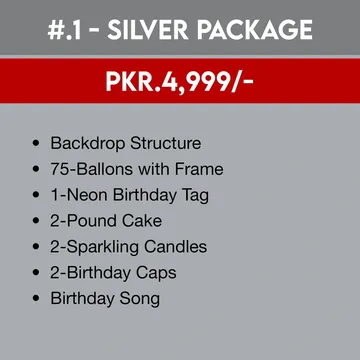 #.1 - SILVER PACKAGE
PKR.4,999/-
• Backdrop Structure
• 75-Ballons with Frame
• 1-Neon Birthday Tag
• 2-Pound Cake
• 2-Sparkling Candles
• 2-Birthday Caps
• Birthday Song